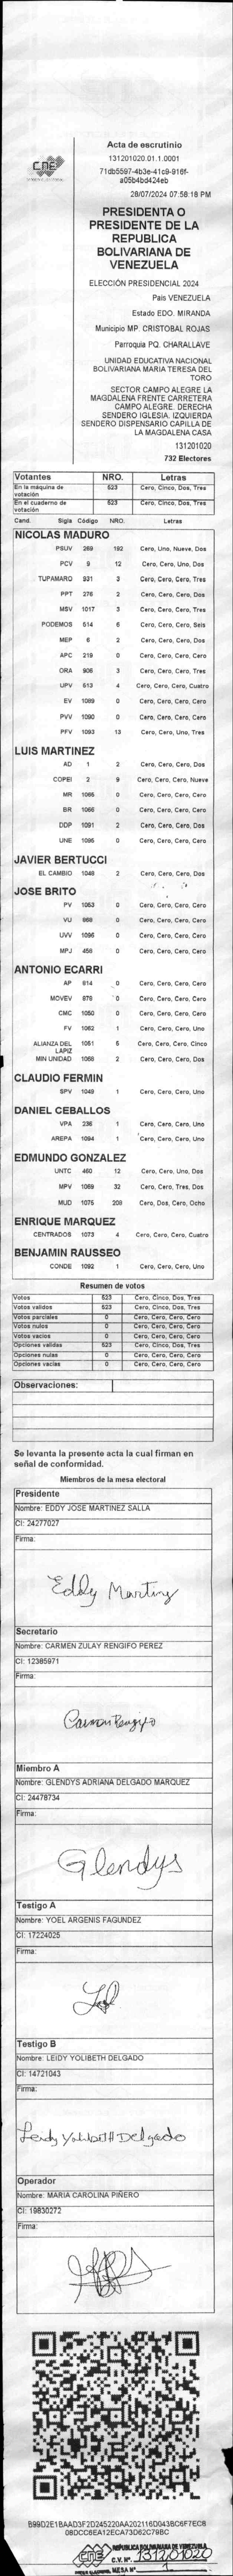 CNE
Acta de escrutinio
131201020.01.1.0001
71db5597-4b3e-41c9-916f-
a05b4bd424eb
28/07/2024 07:58:18 PM
PRESIDENTA O
PRESIDENTE DE LA
REPUBLICA
BOLIVARIANA DE
VENEZUELA
ELECCIÓN PRESIDENCIAL 2024
País VENEZUELA
Estado EDO. MIRANDA
Municipio MP. CRISTOBAL ROJAS
Parroquia PQ. CHARALLAVE
UNIDAD EDUCATIVA NACIONAL
BOLIVARIANA MARIA TERESA DEL
TORO
SECTOR CAMPO ALEGRE LA
MAGDALENA FRENTE CARRETERA
CAMPO ALEGRE. DERECHA
SENDERO IGLESIA. IZQUIERDA
SENDERO DISPENSARIO CAPILLA DE
LA MAGDALENA CASA
131201020
732 Electores
Votantes NRO. Letras
En la máquina de votación 523 Cero, Cinco, Dos, Tres
En el cuaderno de votación 523 Cero, Cinco, Dos, Tres
Cand. Sigla Código NRO. Letras
NICOLAS MADURO
PSUV 269 192 Cero, Uno, Nueve, Dos
PCV 9 12 Cero, Cero, Uno, Dos
TUPAMARO 831 3 Cero, Cero, Cero, Tres
PPT 276 2 Cero, Cero, Cero, Dos
MSV 1017 3 Cero, Cero, Cero, Tres
PODEMOS 514 6 Cero, Cero, Cero, Seis
MEP 6 2 Cero, Cero, Cero, Dos
APC 219 0 Cero, Cero, Cero, Cero
ORA 906 3 Cero, Cero, Cero, Tres
UPV 513 4 Cero, Cero, Cero, Cuatro
EV 1089 0 Cero, Cero, Cero, Cero
PVV 1090 0 Cero, Cero, Cero, Cero
PFV 1093 13 Cero, Cero, Uno, Tres
LUIS MARTINEZ
AD 1 2 Cero, Cero, Cero, Dos
COPEI 2 9 Cero, Cero, Cero, Nueve
MR 1065 0 Cero, Cero, Cero, Cero
BR 1066 0 Cero, Cero, Cero, Cero
DDP 1091 2 Cero, Cero, Cero, Dos
UNE 1095 0 Cero, Cero, Cero, Cero
JAVIER BERTUCCI
EL CAMBIO 1048 2 Cero, Cero, Cero, Dos
JOSE BRITO
PV 1053 0 Cero, Cero, Cero, Cero
VU 868 0 Cero, Cero, Cero, Cero
UVV 1096 0 Cero, Cero, Cero, Cero
MPJ 456 0 Cero, Cero, Cero, Cero
ANTONIO ECARRI
AP 814 0 Cero, Cero, Cero, Cero
MOVEV 878 0 Cero, Cero, Cero, Cero
CMC 1050 0 Cero, Cero, Cero, Cero
FV 1062 1 Cero, Cero, Cero, Uno
ALIANZA DEL LAPIZ 1051 5 Cero, Cero, Cero, Cinco
MIN UNIDAD 1068 2 Cero, Cero, Cero, Dos
CLAUDIO FERMIN
SPV 1049 1 Cero, Cero, Cero, Uno
DANIEL CEBALLOS
VPA 236 1 Cero, Cero, Cero, Uno
AREPA 1094 1 Cero, Cero, Cero, Uno
EDMUNDO GONZALEZ
UNTC 460 12 Cero, Cero, Uno, Dos
MPV 1069 32 Cero, Cero, Tres, Dos
MUD 1075 208 Cero, Dos, Cero, Ocho
ENRIQUE MARQUEZ
CENTRADOS 1073 4 Cero, Cero, Cero, Cuatro
BENJAMIN RAUSSEO
CONDE 1092 1 Cero, Cero, Cero, Uno
Resumen de votos
Votos 523 Cero, Cinco, Dos, Tres
Votos validos 523 Cero, Cinco, Dos, Tres
Votos parciales 0 Cero, Cero, Cero, Cero
Votos nulos 0 Cero, Cero, Cero, Cero
Votos vacios 0 Cero, Cero, Cero, Cero
Opciones validas 523 Cero, Cinco, Dos, Tres
Opciones nulas 0 Cero, Cero, Cero, Cero
Opciones vacias 0 Cero, Cero, Cero, Cero
Observaciones:
Se levanta la presente acta la cual firman en
señal de conformidad.
Miembros de la mesa electoral
Presidente
Nombre: EDDY JOSE MARTINEZ SALLA
CI: 24277027
Firma:
Eddy Martinz
Secretario
Nombre: CARMEN ZULAY RENGIFO PEREZ
CI: 12385971
Firma:
Carmen Rengifo
Miembro A
Nombre: GLENDYS ADRIANA DELGADO MARQUEZ
CI: 24478734
Firma:
Glendys
Testigo A
Nombre: YOEL ARGENIS FAGUNDEZ
CI: 17224025
Firma:
Testigo B
Nombre: LEIDY YOLIBETH DELGADO
CI: 14721043
Firma:
Leidy Yolibeth Delgado
Operador
Nombre: MARIA CAROLINA PIÑERO
CI: 19830272
Firma:
B99D2E1BAAD3F2D245220AA202116D043BC6F7EC8
08DCC6EA12ECA73D62C79BC
CNE REPUBLICA BOLIVARIANA DE VENEZUELA
C.V. Nº. 131201020
MESA Nº 1